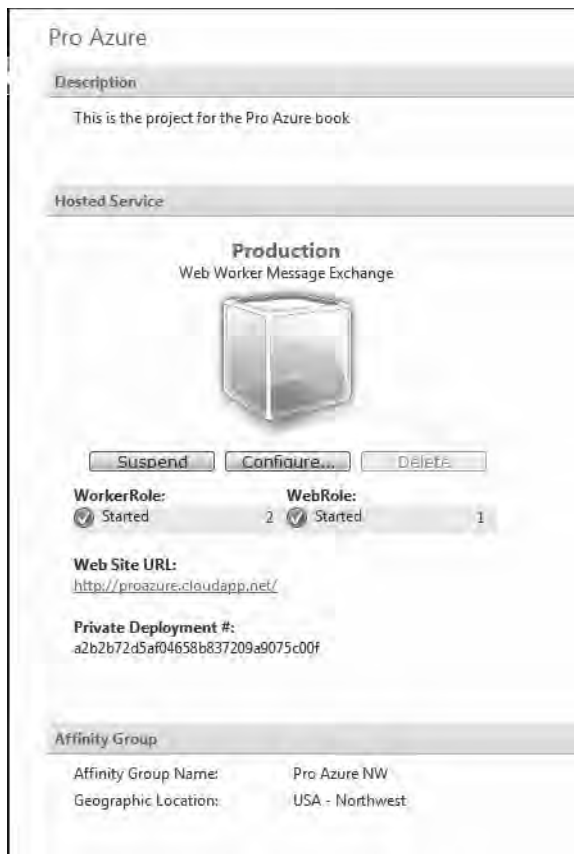 Pro Azure
Description
This is the project for the Pro Azure book
Hosted Service
Production
Web Worker Message Exchange
Suspend Configure... Delete
WorkerRole: WebRole:
Started 2 Started 1
Web Site URL:
http://proazure.cloudapp.net/
Private Deployment #:
a2b2b72d5af04658b837209a9075c00f
Affinity Group
Affinity Group Name: Pro Azure NW
Geographic Location: USA - Northwest